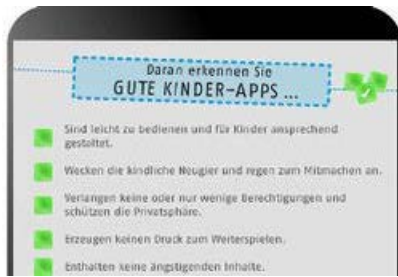 Daran erkennen Sie
GUTE KINDER-APPS ...
Sind leicht zu bedienen und für Kinder ansprechend
gestaltet.
Wecken die kindliche Neugier und regen zum Mitmachen an.
Verlangen keine oder nur wenige Berechtigungen und
schützen die Privatsphäre.
Erzeugen keinen Druck zum Weiterspielen.
Enthalten keine ängstigenden Inhalte.